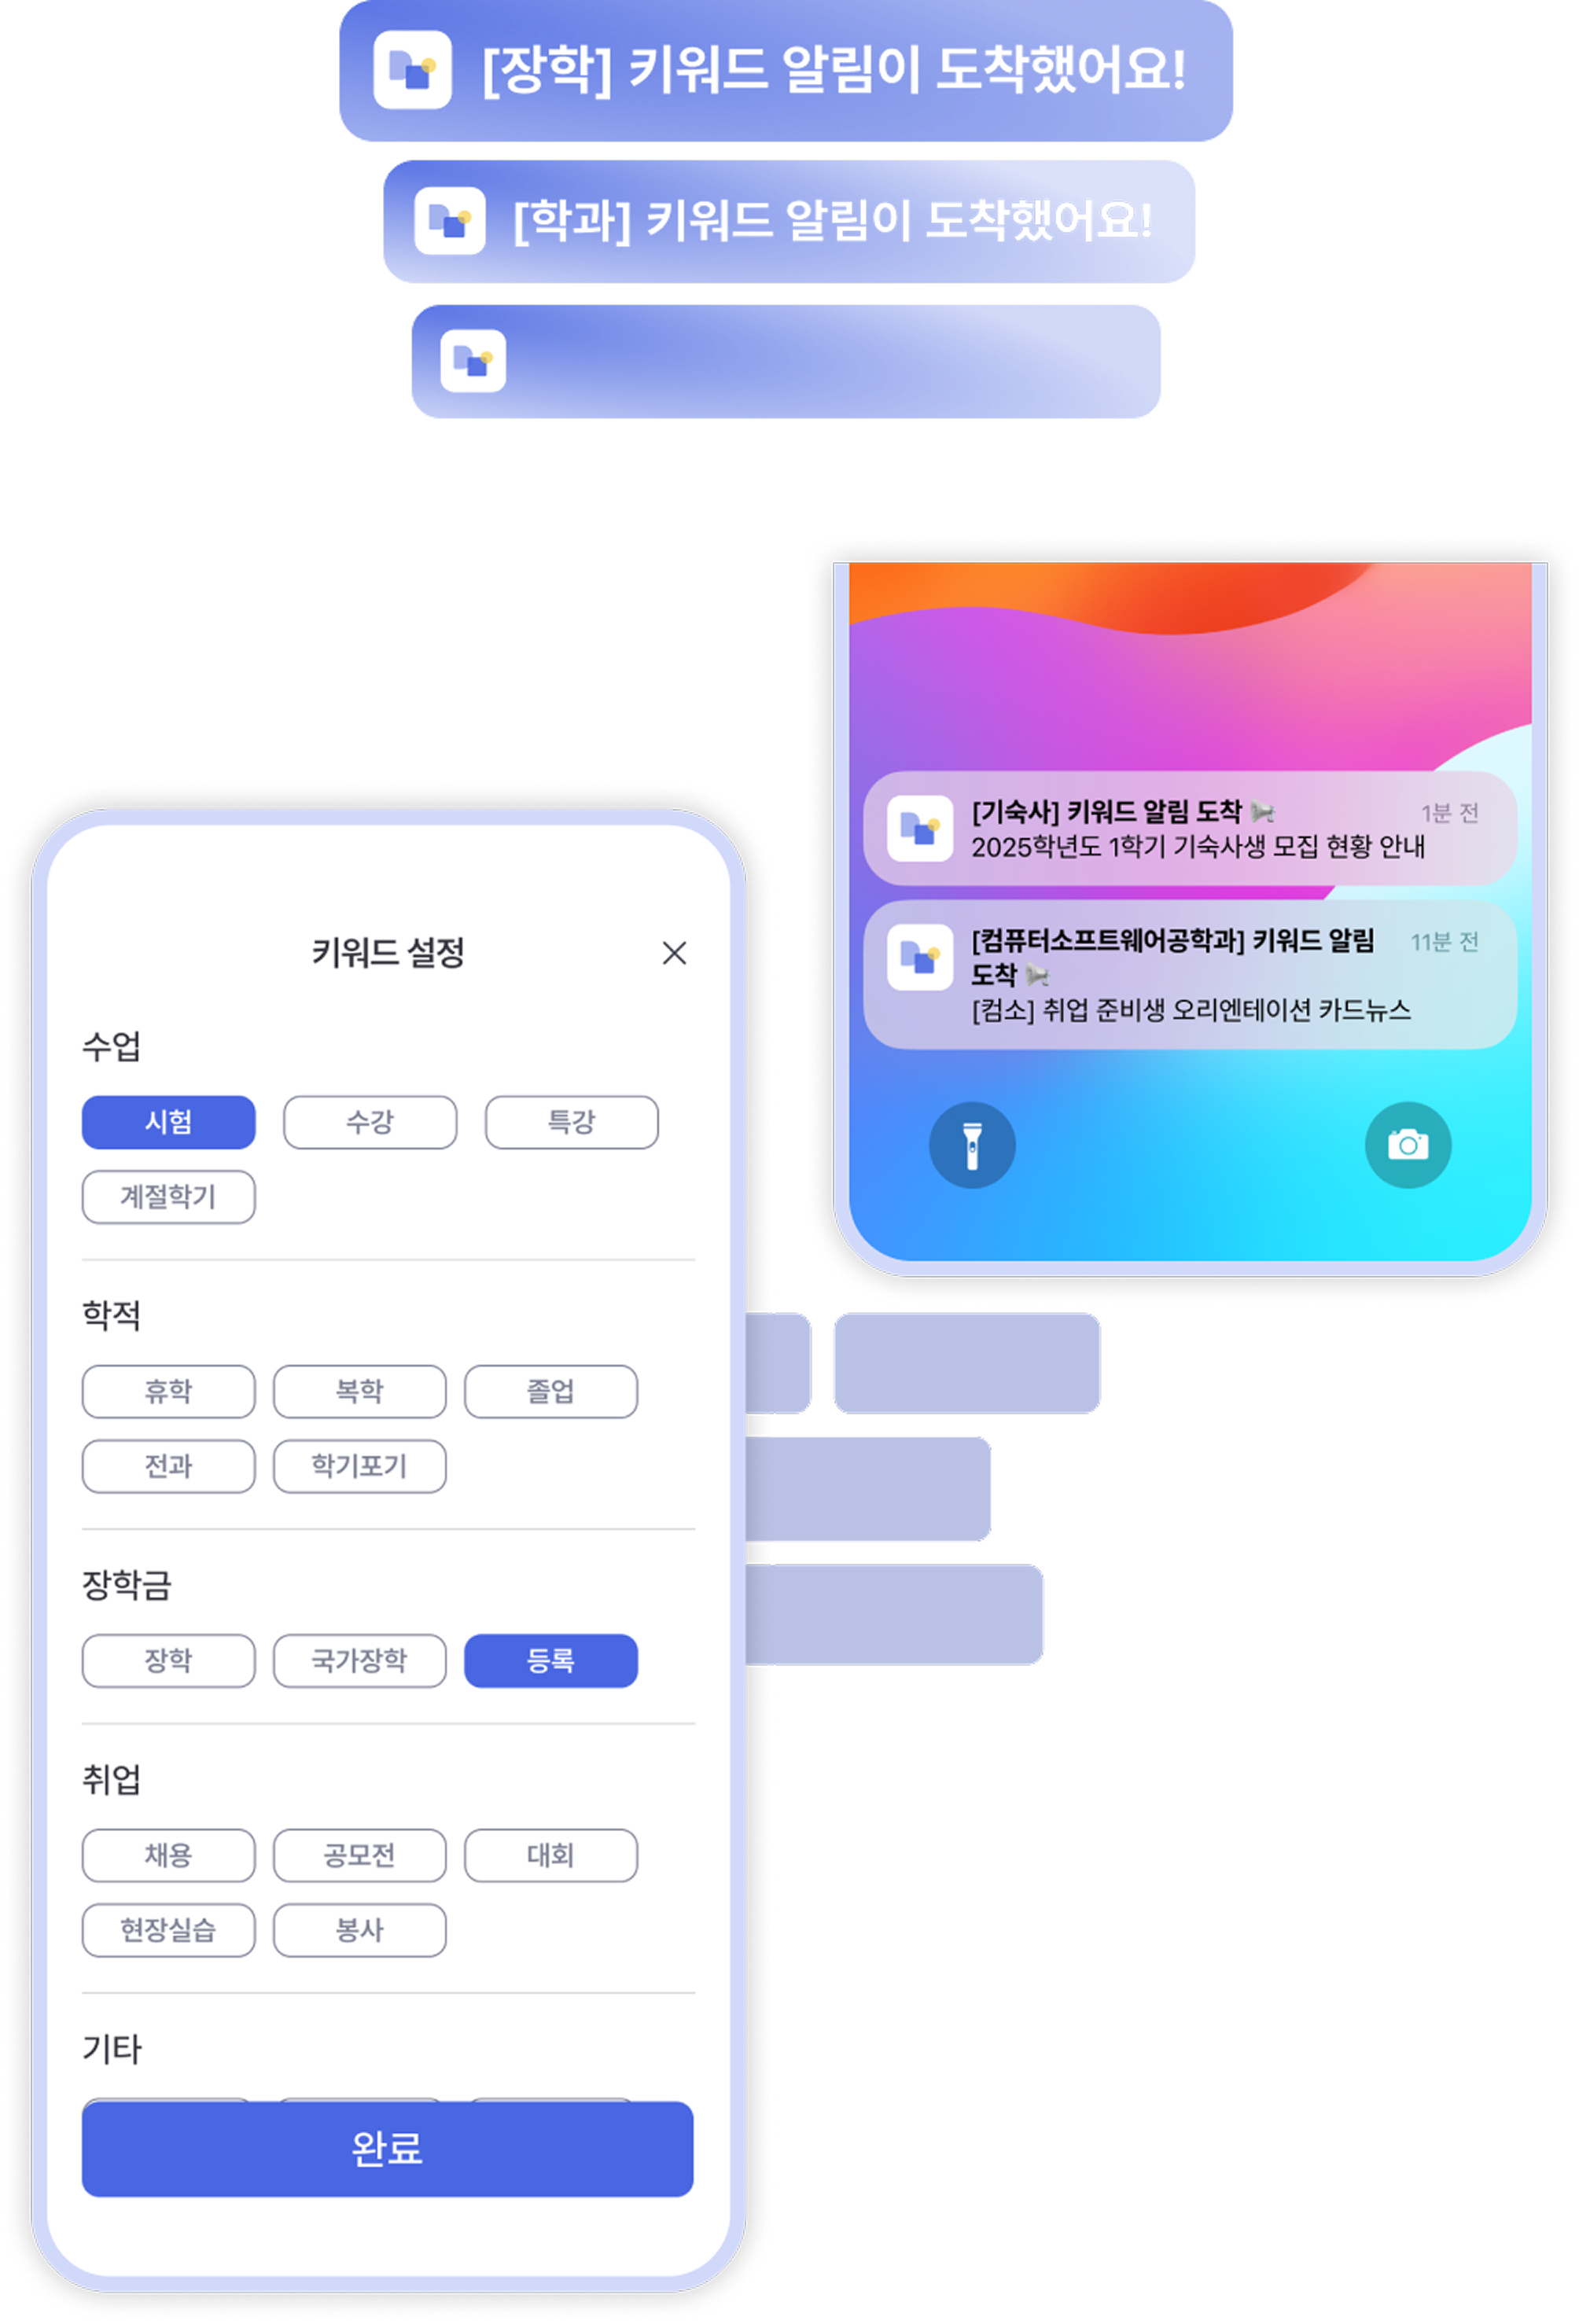 [장학] 키워드 알림이 도착했어요!
[학과] 키워드 알림이 도착했어요!
[기숙사] 키워드 알림 도착
1분 전
2025학년도 1학기 기숙사생 모집 현황 안내
[컴퓨터소프트웨어공학과] 키워드 알림
11분 전
도착
[컴소] 취업 준비생 오리엔테이션 카드뉴스
키워드 설정
수업
시험 수강 특강
계절학기
학적
휴학 복학 졸업
전과 학기포기
장학금
장학 국가장학 등록
취업
채용 공모전 대회
현장실습 봉사
기타
완료